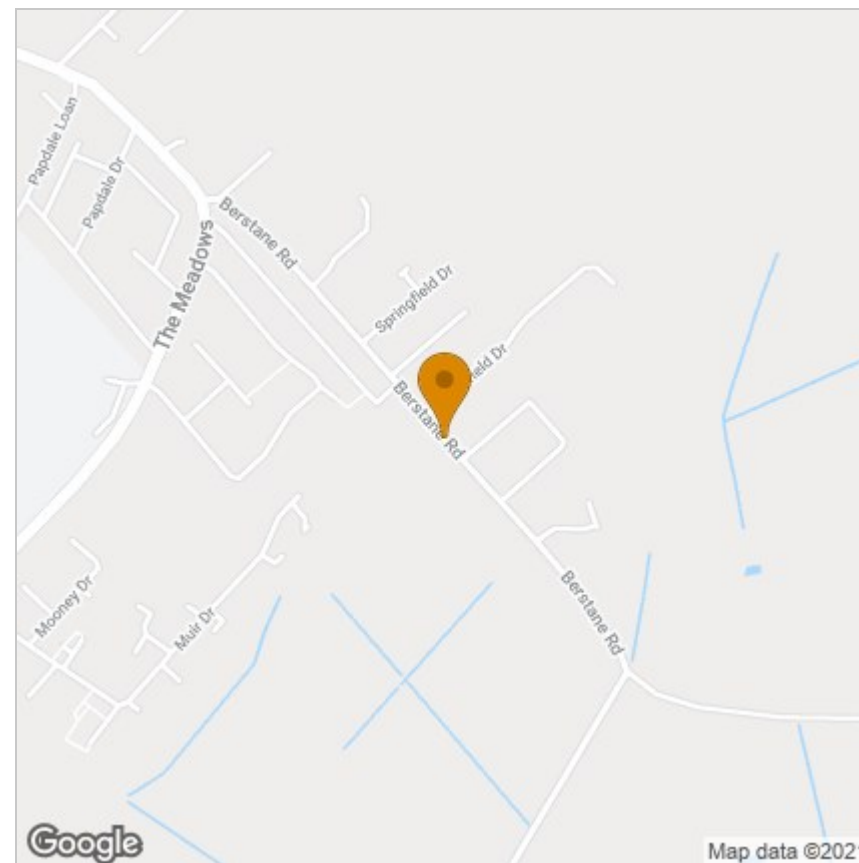 Papdale Loan
Papdale Dr
Berstane Rd
The Meadows
Springfield Dr
field Dr
Berstane Rd
Berstane Rd
Mooney Dr
Muir Dr
Google
Map data ©2021